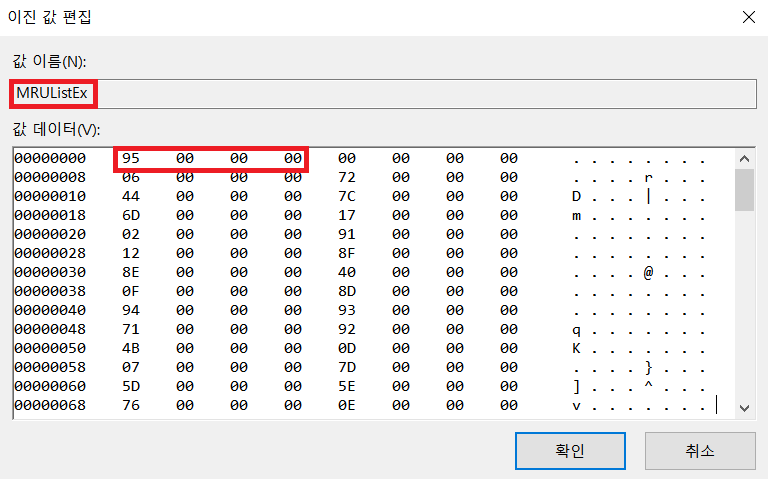 이진 값 편집
값 이름(N):
MRUListEx
값 데이터(V):
00000000 95 00 00 00 00 00 00 00 . . . . . . . .
00000008 06 00 00 00 72 00 00 00 . . . . r . . .
00000010 44 00 00 00 7C 00 00 00 D . . . | . . .
00000018 6D 00 00 00 17 00 00 00 m . . . . . . .
00000020 02 00 00 00 91 00 00 00 . . . . . . . .
00000028 12 00 00 00 8F 00 00 00 . . . . . . . .
00000030 8E 00 00 00 40 00 00 00 . . . . @ . . .
00000038 0F 00 00 00 8D 00 00 00 . . . . . . . .
00000040 94 00 00 00 93 00 00 00 . . . . . . . .
00000048 71 00 00 00 92 00 00 00 q . . . . . . .
00000050 4B 00 00 00 0D 00 00 00 K . . . . . . .
00000058 07 00 00 00 7D 00 00 00 . . . . } . . .
00000060 5D 00 00 00 5E 00 00 00 ] . . . ^ . . .
00000068 76 00 00 00 0E 00 00 00 v . . . . . . .
확인 취소